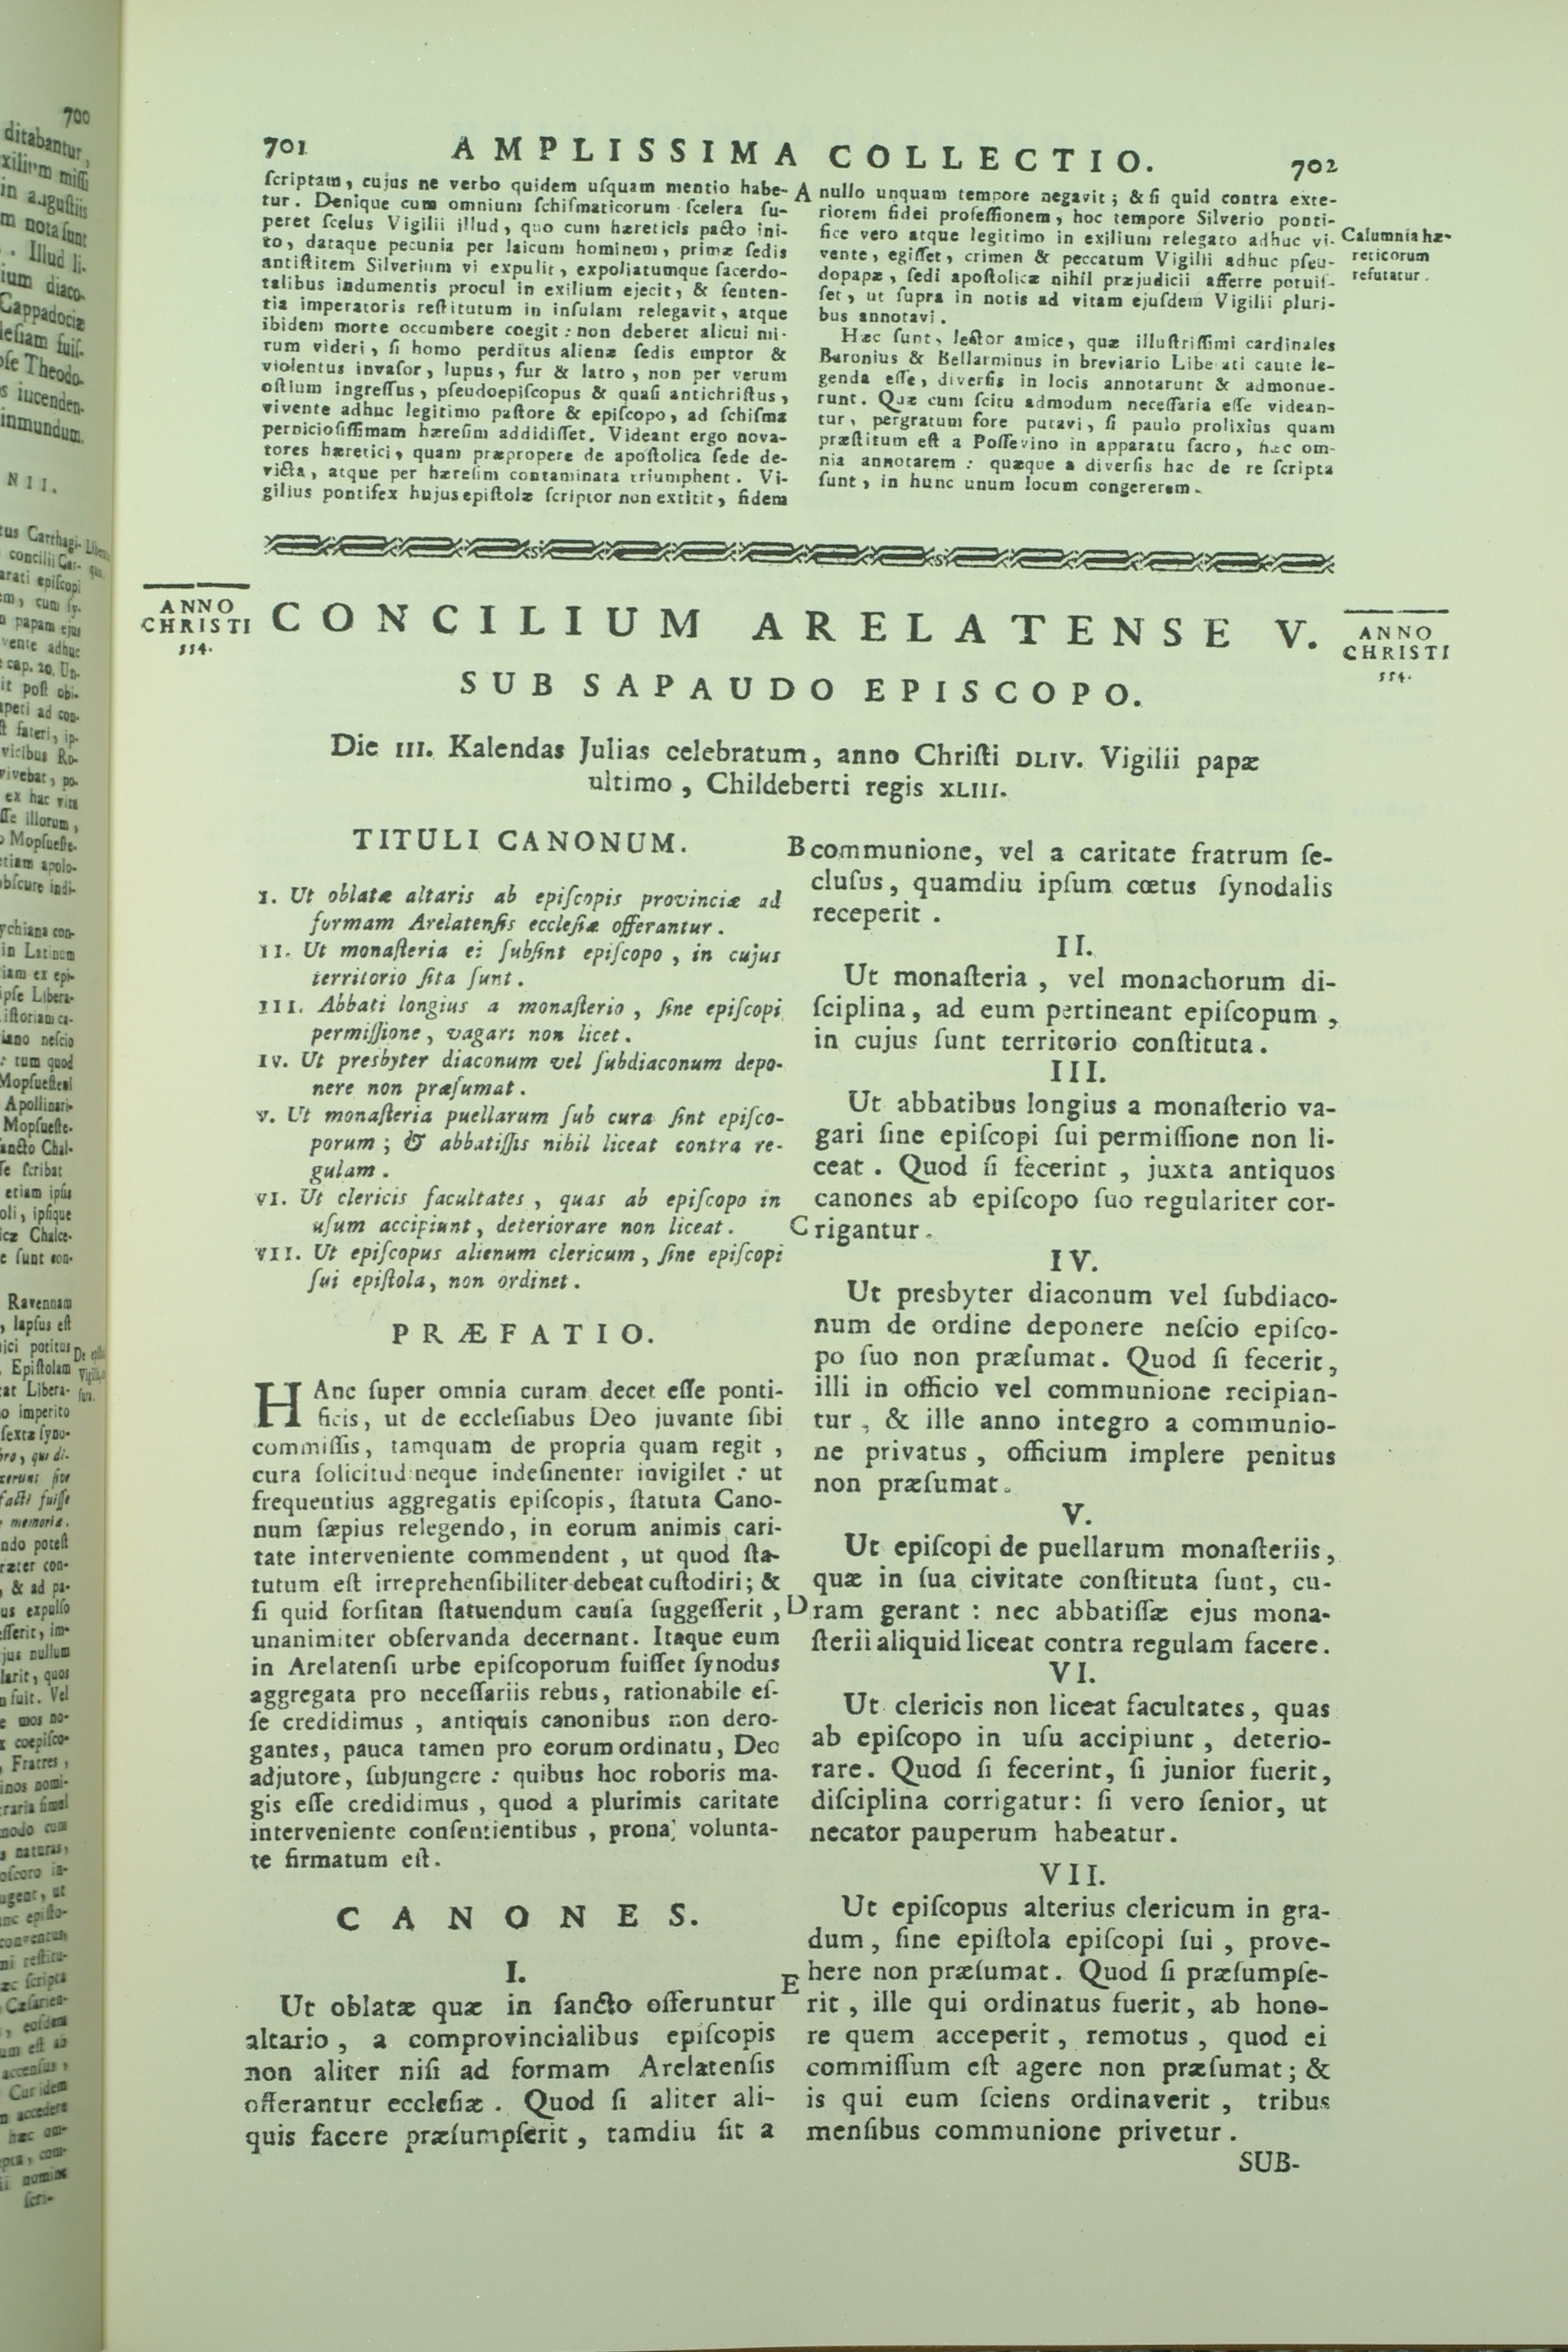 701 AMPLISSIMA COLLECTIO. 702
ſcriptam, cujus ne verbo quidem uſquam mentio habe-
tur. Denique cum omnium ſchiſmaticorum ſcelera ſu-
peret ſcelus Vigilii illud, quo cum hæreticis pacto ini-
to, dataque pecunia per laicum hominem, primæ ſedis
antiſtitem Silverium vi expulit, expoliatumque ſacerdo-
talibus indumentis procul in exilium ejecit, & ſenten-
tia imperatoris reſtitutum in inſulam relegavit, atque
ibidem morte occumbere coegit: non deberet alicui mi-
rum videri, ſi homo perditus alienæ ſedis emptor &
violentus invaſor, lupus, fur & latro, non per verum
oſtium ingreſſus, pſeudoepiſcopus & quaſi antichriſtus,
vivente adhuc legitimo paſtore & epiſcopo, ad ſchiſma
pernicioſiſſimam hæreſim addidiſſet. Videant ergo nova-
tores hæretici, quam præpropere de apoſtolica ſede de-
victa, atque per hæreſim contaminata triumphent. Vi-
gilius pontifex hujus epiſtolæ ſcriptor non extitit, fidem
A nullo unquam tempore negavit; & ſi quid contra exte-
riorem fidei profeſſionem, hoc tempore Silverio ponti-
fice vero atque legitimo in exilium relegato adhuc vi-
vente, egiſſet, crimen & peccatum Vigilii adhuc pſeu-
dopapæ, ſedi apoſtolicæ nihil præjudicii afferre potuiſ-
ſet, ut ſupra in notis ad vitam ejuſdem Vigilii pluri-
bus annotavi.
Hæc ſunt, lector amice, quæ illuſtriſſimi cardinales
Baronius & Bellarminus in breviario Liberati caute le-
genda eſſe, diverſis in locis annotarunt & admonue-
runt. Quæ cum ſcitu admodum neceſſaria eſſe videan-
tur, pergratum fore putavi, ſi paulo prolixius quam
præſtitum eſt a Poſſevino in apparatu ſacro, hæc om-
nia annotarem: quæque a diverſis hac de re ſcripta
ſunt, in hunc unum locum congererem.
Calumnia hæ-
reticorum
refutatur.
ANNO
CHRISTI
554.
CONCILIUM ARELATENSE V.
ANNO
CHRISTI
554.
SUB SAPAUDO EPISCOPO.
Die III. Kalendas Julias celebratum, anno Chriſti DLIV. Vigilii papæ
ultimo, Childeberti regis XLIII.
TITULI CANONUM.
I. Ut oblatæ altaris ab epiſcopis provinciæ ad
formam Arelatenſis eccleſiæ offerantur.
II. Ut monaſteria ei ſubſint epiſcopo, in cujus
territorio ſita ſunt.
III. Abbati longius a monaſterio, ſine epiſcopi
permiſſione, vagari non licet.
IV. Ut presbyter diaconum vel ſubdiaconum depo-
nere non præſumat.
V. Ut monaſteria puellarum ſub cura ſint epiſco-
porum; & abbatiſſis nihil liceat contra re-
gulam.
VI. Ut clericis facultates, quas ab epiſcopo in
uſum accipiunt, deteriorare non liceat.
VII. Ut epiſcopus alienum clericum, ſine epiſcopi
ſui epiſtola, non ordinet.
PRÆFATIO.
HAnc ſuper omnia curam decet eſſe ponti-
ficis, ut de eccleſiabus Deo juvante ſibi
commiſſis, tamquam de propria quam regit,
cura ſolicitudineque indeſinenter invigilet: ut
frequentius aggregatis epiſcopis, ſtatuta Cano-
num ſæpius relegendo, in eorum animis cari-
tate interveniente commendent, ut quod ſta-
tutum eſt irreprehenſibiliter debeat cuſtodiri; &
ſi quid forſitan ſtatuendum cauſa ſuggeſſerit,
unanimiter obſervanda decernant. Itaque eum
in Arelatenſi urbe epiſcoporum fuiſſet ſynodus
aggregata pro neceſſariis rebus, rationabile eſ-
ſe credidimus, antiquis canonibus non dero-
gantes, pauca tamen pro eorum ordinatu, Deo
adjutore, ſubjungere: quibus hoc roboris ma-
gis eſſe credidimus, quod a plurimis caritate
interveniente conſentientibus, prona volunta-
te firmatum eſt.
CANONES.
I.
Ut oblatæ quæ in ſancto offeruntur
altario, a comprovincialibus epiſcopis
non aliter niſi ad formam Arelatenſis
offerantur eccleſiæ. Quod ſi aliter ali-
quis facere præſumpſerit, tamdiu ſit a
B communione, vel a caritate fratrum ſe-
cluſus, quamdiu ipſum cœtus ſynodalis
receperit.
II.
Ut monaſteria, vel monachorum di-
ſciplina, ad eum pertineant epiſcopum,
in cujus ſunt territorio conſtituta.
III.
Ut abbatibus longius a monaſterio va-
gari ſine epiſcopi ſui permiſſione non li-
ceat. Quod ſi fecerint, juxta antiquos
canones ab epiſcopo ſuo regulariter cor-
C rigantur.
IV.
Ut presbyter diaconum vel ſubdiaco-
num de ordine deponere neſcio epiſco-
po ſuo non præſumat. Quod ſi fecerit,
illi in officio vel communione recipian-
tur, & ille anno integro a communio-
ne privatus, officium implere penitus
non præſumat.
V.
Ut epiſcopi de puellarum monaſteriis,
quæ in ſua civitate conſtituta ſunt, cu-
D ram gerant: nec abbatiſſæ ejus mona-
ſterii aliquid liceat contra regulam facere.
VI.
Ut clericis non liceat facultates, quas
ab epiſcopo in uſu accipiunt, deterio-
rare. Quod ſi fecerint, ſi junior fuerit,
diſciplina corrigatur: ſi vero ſenior, ut
necator pauperum habeatur.
VII.
Ut epiſcopus alterius clericum in gra-
dum, ſine epiſtola epiſcopi ſui, prove-
E here non præſumat. Quod ſi præſumpſe-
rit, ille qui ordinatus fuerit, ab hono-
re quem acceperit, remotus, quod ei
commiſſum eſt agere non præſumat; &
is qui eum ſciens ordinaverit, tribus
menſibus communione privetur.
SUB-